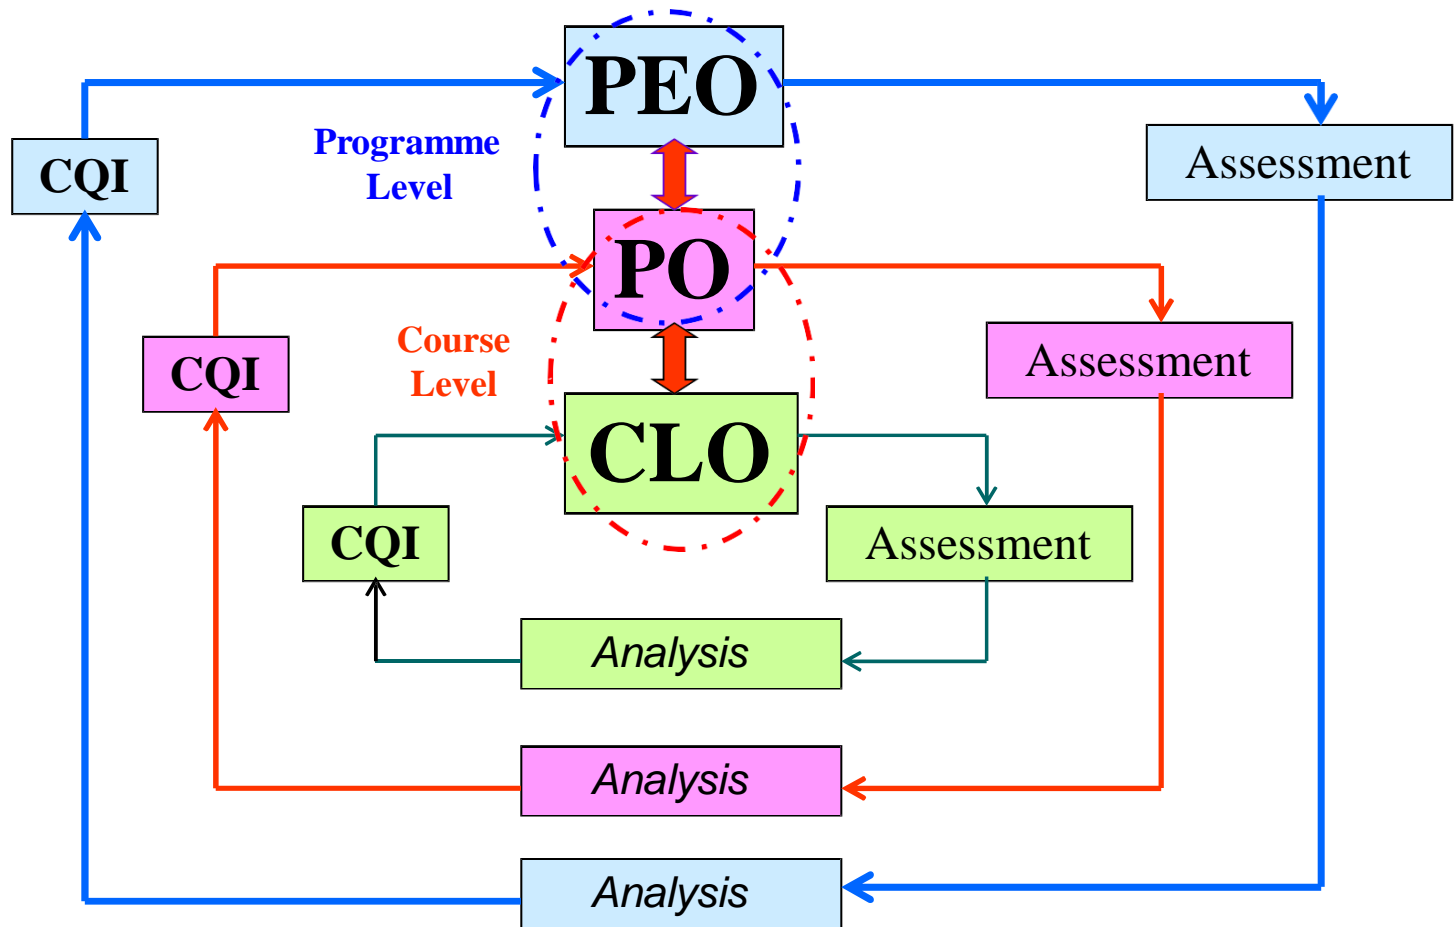 PEO
Programme
Level
CQI
Assessment
PO
Course
Level
CQI
Assessment
CLO
CQI
Assessment
Analysis
Analysis
Analysis